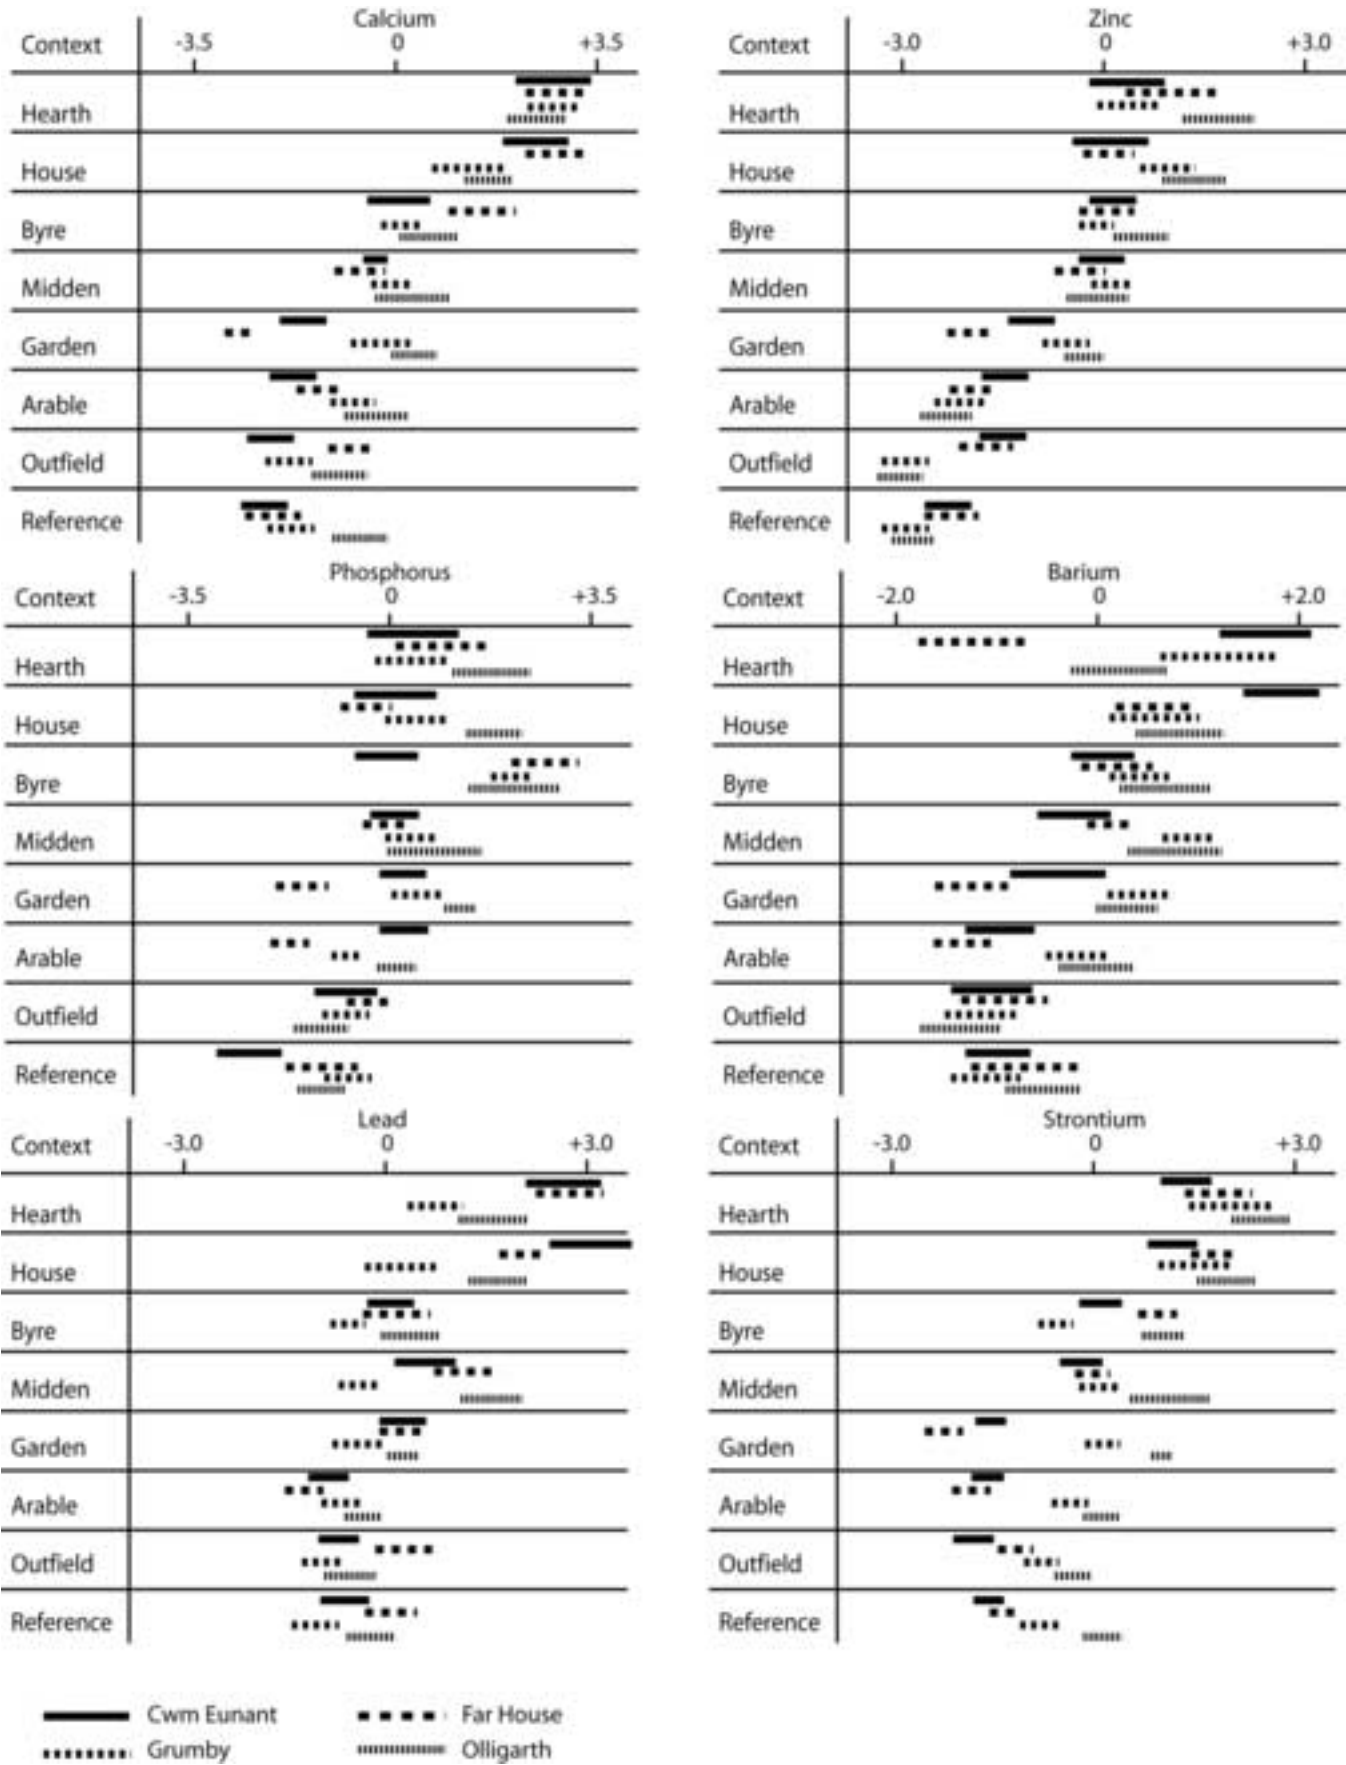 Calcium
Context -3.5 0 +3.5
Hearth
House
Byre
Midden
Garden
Arable
Outfield
Reference
Zinc
Context -3.0 0 +3.0
Hearth
House
Byre
Midden
Garden
Arable
Outfield
Reference
Phosphorus
Context -3.5 0 +3.5
Hearth
House
Byre
Midden
Garden
Arable
Outfield
Reference
Barium
Context -2.0 0 +2.0
Hearth
House
Byre
Midden
Garden
Arable
Outfield
Reference
Lead
Context -3.0 0 +3.0
Hearth
House
Byre
Midden
Garden
Arable
Outfield
Reference
Strontium
Context -3.0 0 +3.0
Hearth
House
Byre
Midden
Garden
Arable
Outfield
Reference
Cwm Eunant Far House
Grumby Olligarth